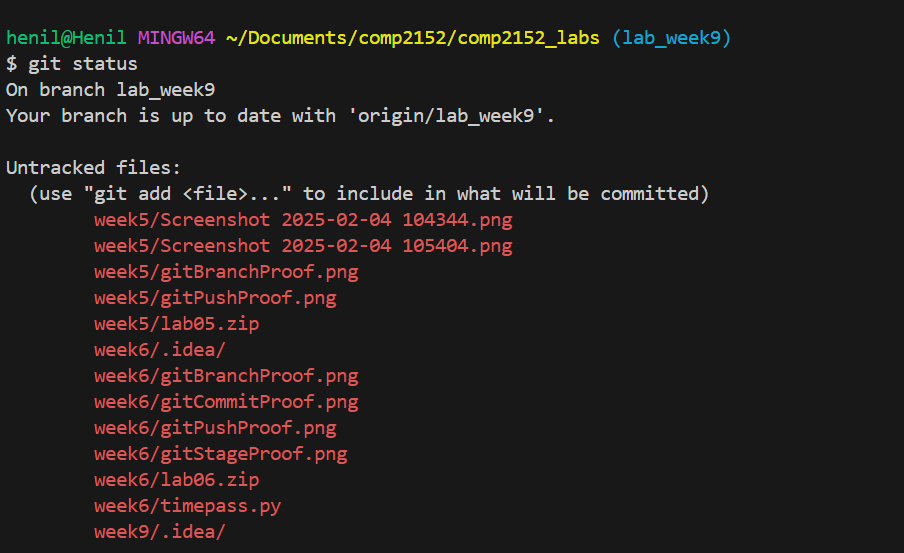 henil@Henil MINGW64 ~/Documents/comp2152/comp2152_labs (lab_week9)
$ git status
On branch lab_week9
Your branch is up to date with 'origin/lab_week9'.
Untracked files:
(use "git add <file>..." to include in what will be committed)
week5/Screenshot 2025-02-04 104344.png
week5/Screenshot 2025-02-04 105404.png
week5/gitBranchProof.png
week5/gitPushProof.png
week5/lab05.zip
week6/.idea/
week6/gitBranchProof.png
week6/gitCommitProof.png
week6/gitPushProof.png
week6/gitStageProof.png
week6/lab06.zip
week6/timepass.py
week9/.idea/